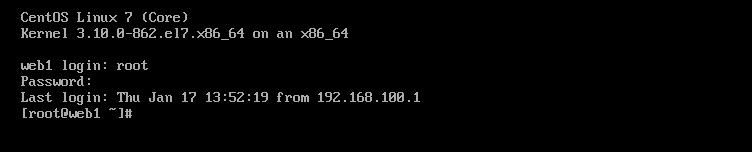 CentOS Linux 7 (Core)
Kernel 3.10.0-862.el7.x86_64 on an x86_64
web1 login: root
Password:
Last login: Thu Jan 17 13:52:19 from 192.168.100.1
[root@web1 ~]#